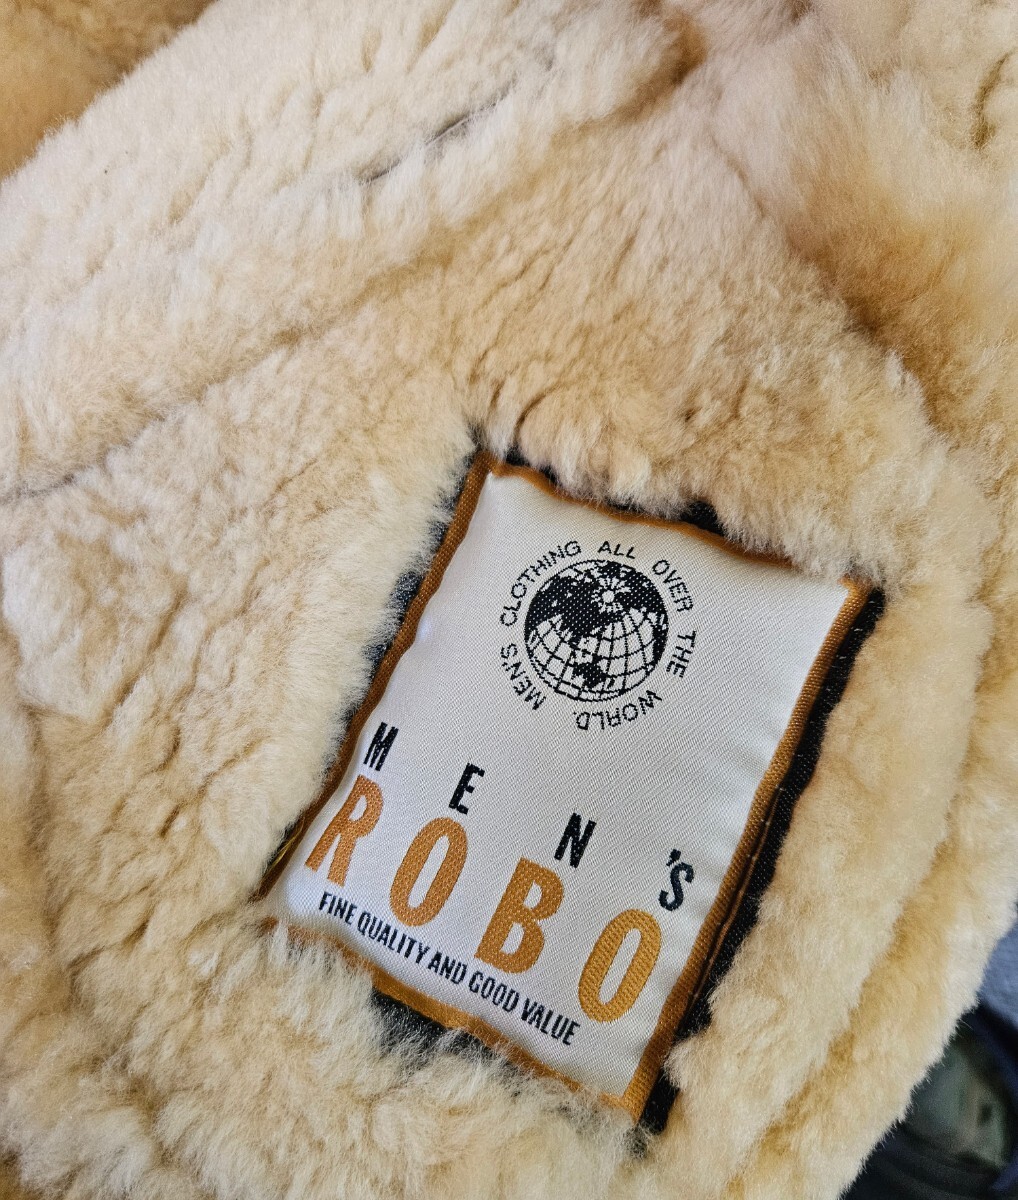 MEN'S CLOTHING ALL OVER THE WORLD.
MEN'S
ROBO
FINE QUALITY AND GOOD VALUE